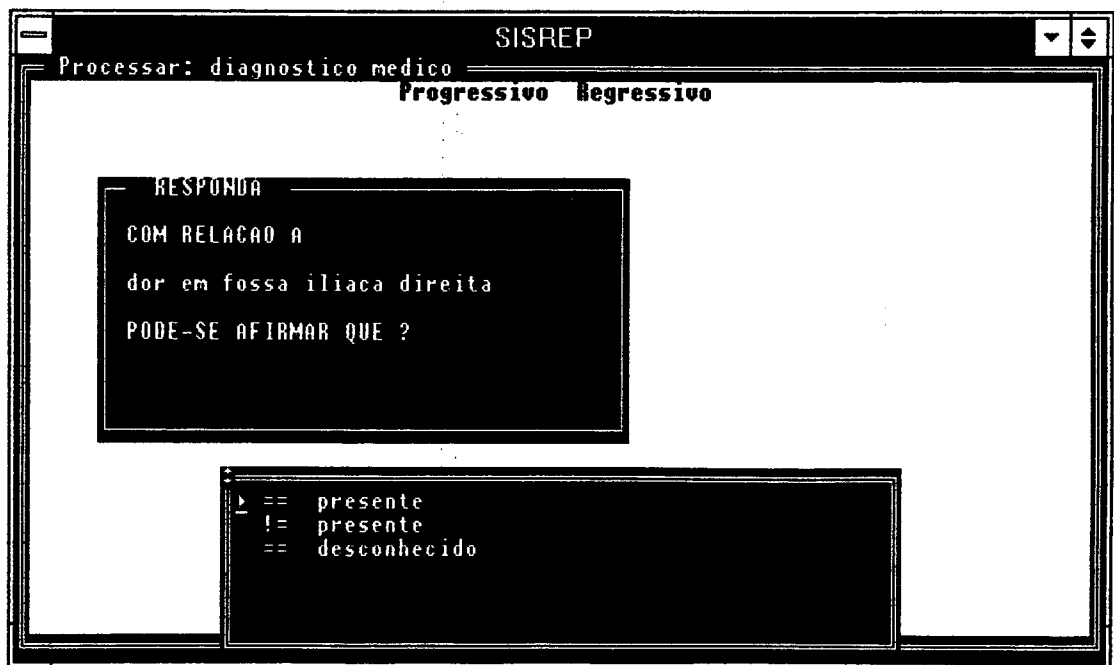 SISREP
Processar: diagnostico medico
Progressivo Regressivo
RESPONDA
COM RELACAO A
dor em fossa iliaca direita
PODE-SE AFIRMAR QUE ?
== presente
!= presente
== desconhecido